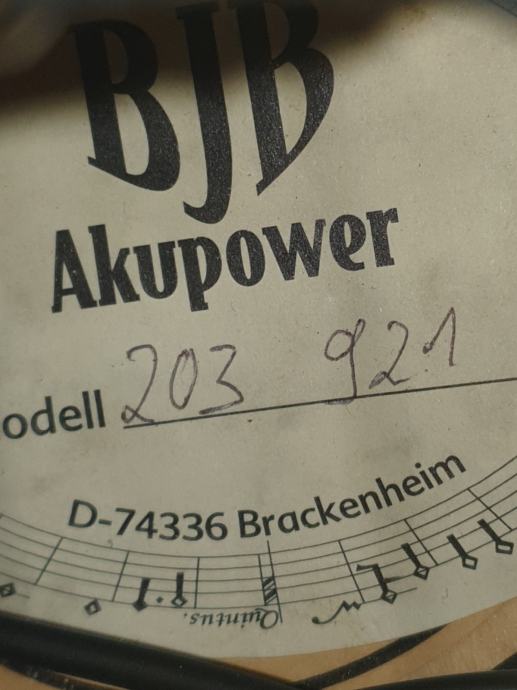 BJB
Akupower
odell 203 921
D-74336 Brackenheim
Quintus.